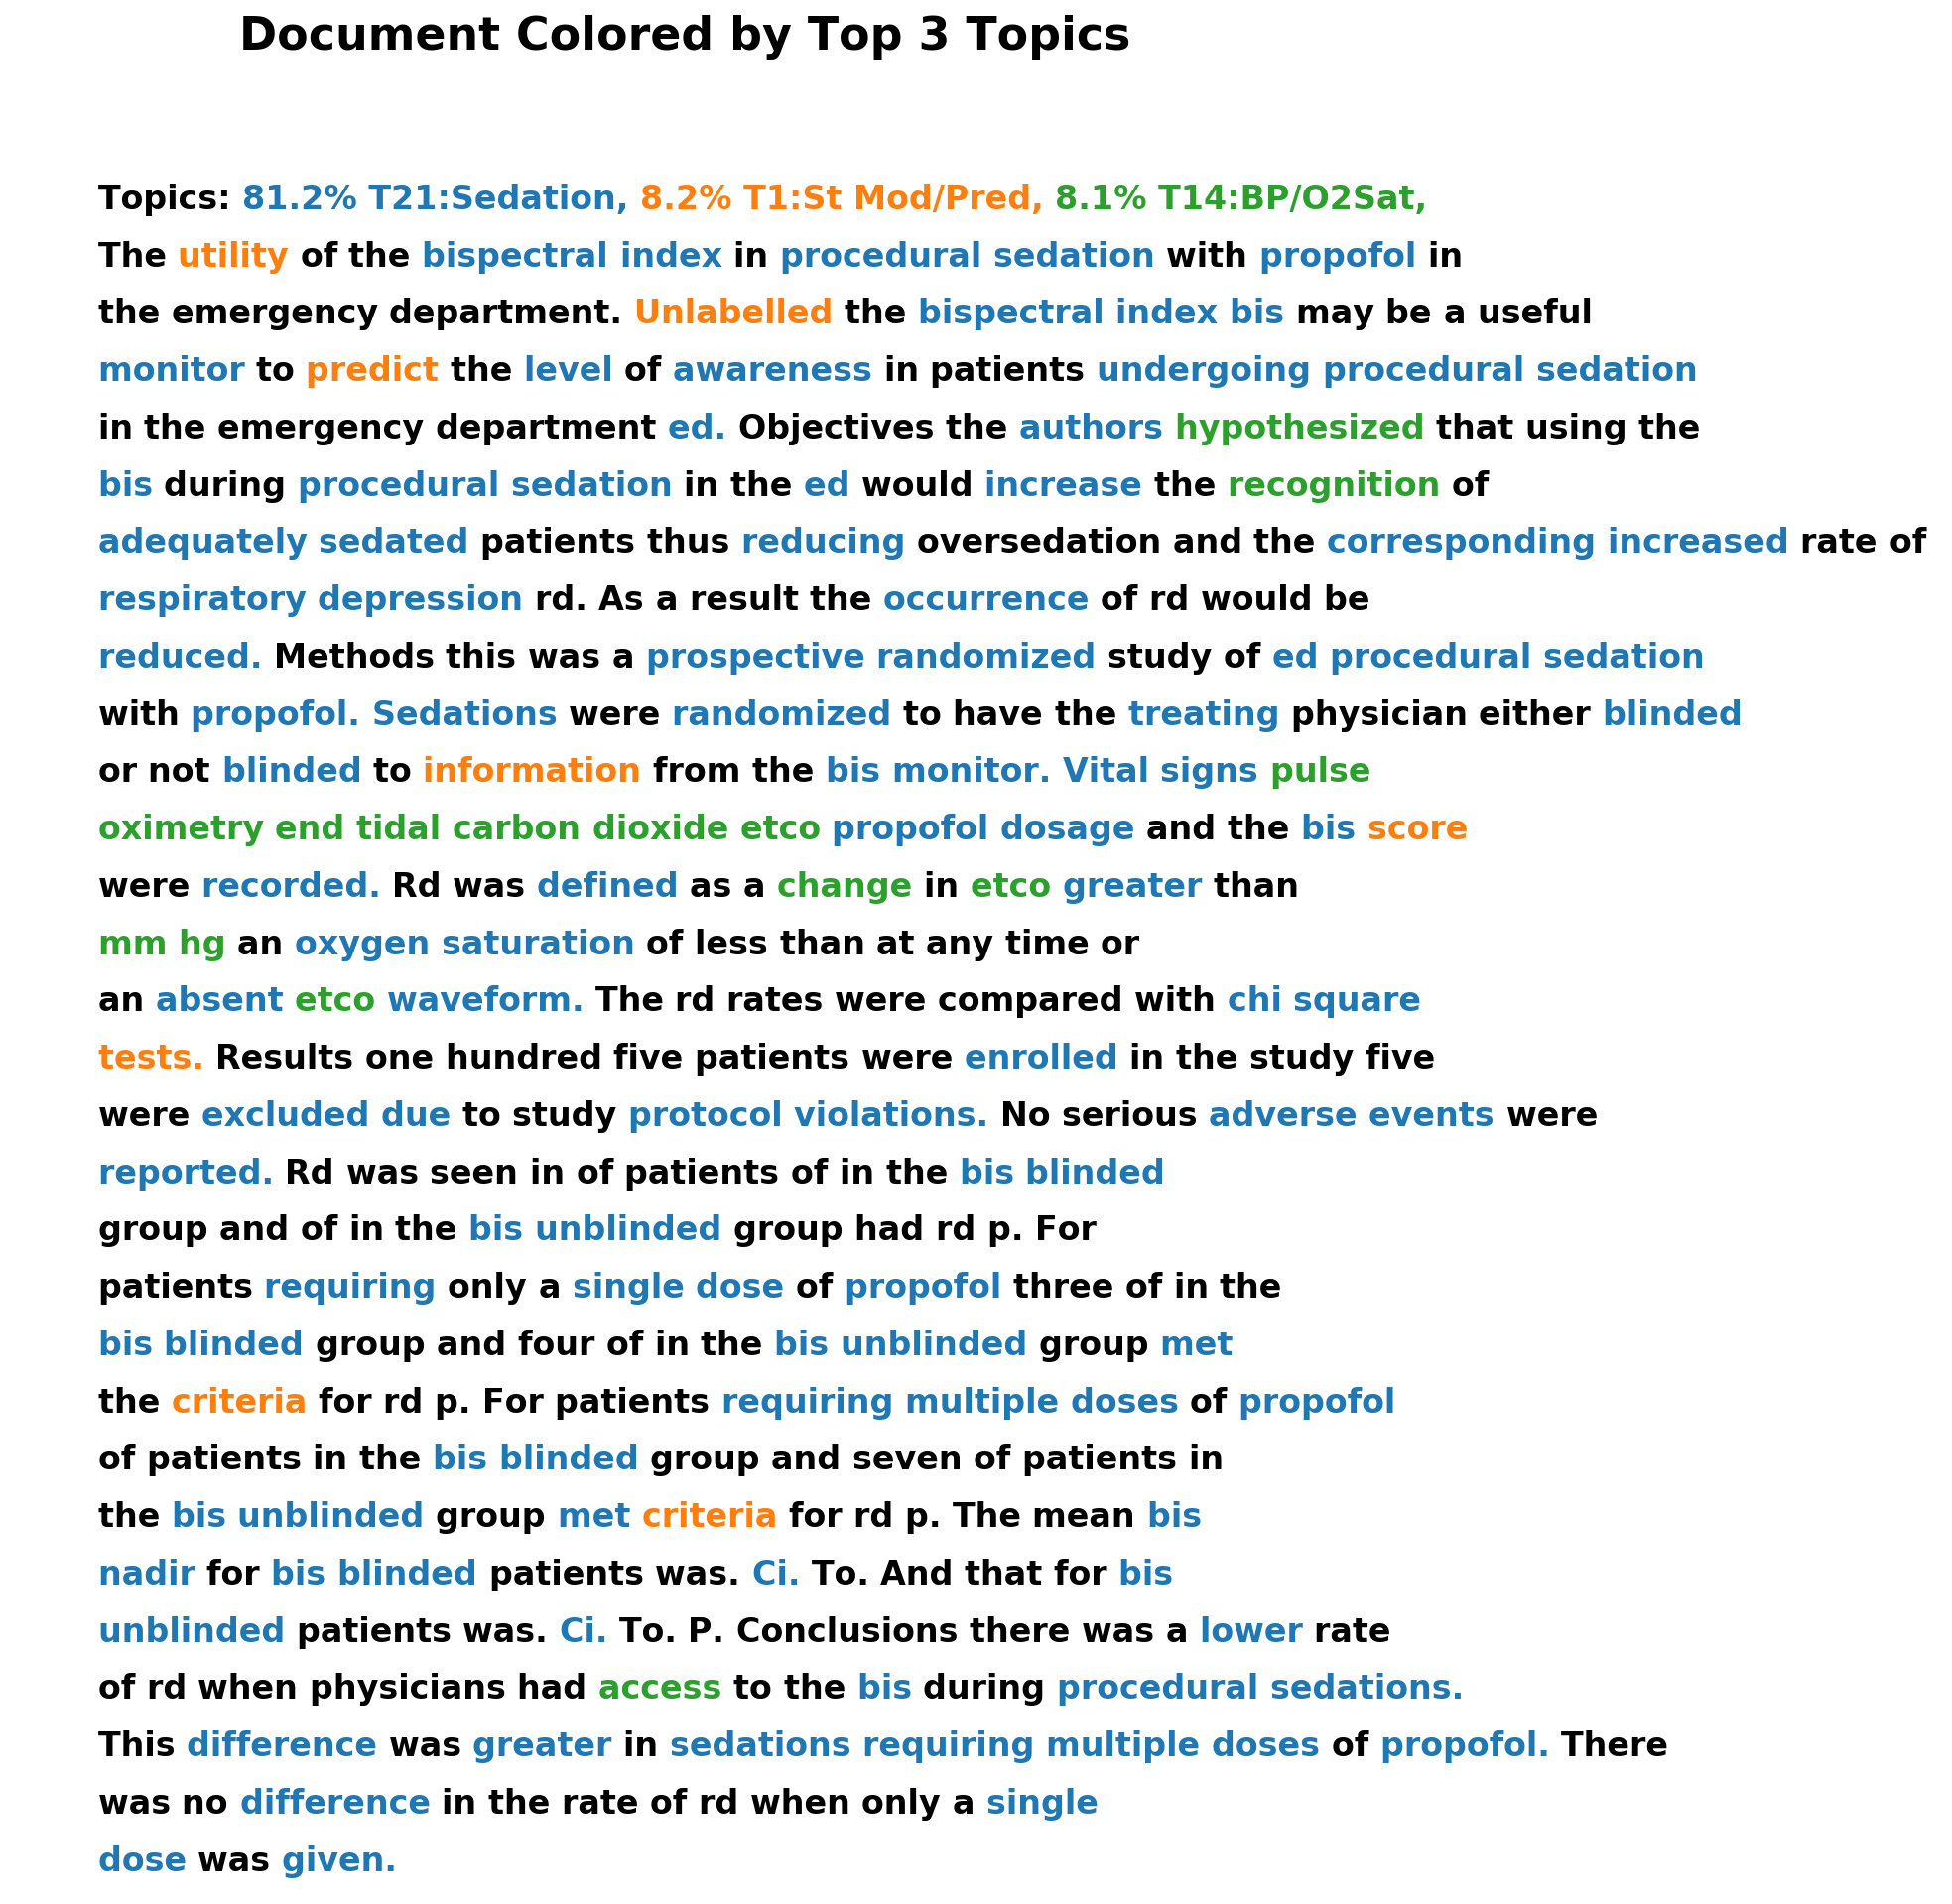 Document Colored by Top 3 Topics
Topics: 81.2% T21:Sedation, 8.2% T1:St Mod/Pred, 8.1% T14:BP/O2Sat,
The utility of the bispectral index in procedural sedation with propofol in
the emergency department. Unlabelled the bispectral index bis may be a useful
monitor to predict the level of awareness in patients undergoing procedural sedation
in the emergency department ed. Objectives the authors hypothesized that using the
bis during procedural sedation in the ed would increase the recognition of
adequately sedated patients thus reducing oversedation and the corresponding increased rate of
respiratory depression rd. As a result the occurrence of rd would be
reduced. Methods this was a prospective randomized study of ed procedural sedation
with propofol. Sedations were randomized to have the treating physician either blinded
or not blinded to information from the bis monitor. Vital signs pulse
oximetry end tidal carbon dioxide etco propofol dosage and the bis score
were recorded. Rd was defined as a change in etco greater than
mm hg an oxygen saturation of less than at any time or
an absent etco waveform. The rd rates were compared with chi square
tests. Results one hundred five patients were enrolled in the study five
were excluded due to study protocol violations. No serious adverse events were
reported. Rd was seen in of patients of in the bis blinded
group and of in the bis unblinded group had rd p. For
patients requiring only a single dose of propofol three of in the
bis blinded group and four of in the bis unblinded group met
the criteria for rd p. For patients requiring multiple doses of propofol
of patients in the bis blinded group and seven of patients in
the bis unblinded group met criteria for rd p. The mean bis
nadir for bis blinded patients was. Ci. To. And that for bis
unblinded patients was. Ci. To. P. Conclusions there was a lower rate
of rd when physicians had access to the bis during procedural sedations.
This difference was greater in sedations requiring multiple doses of propofol. There
was no difference in the rate of rd when only a single
dose was given.